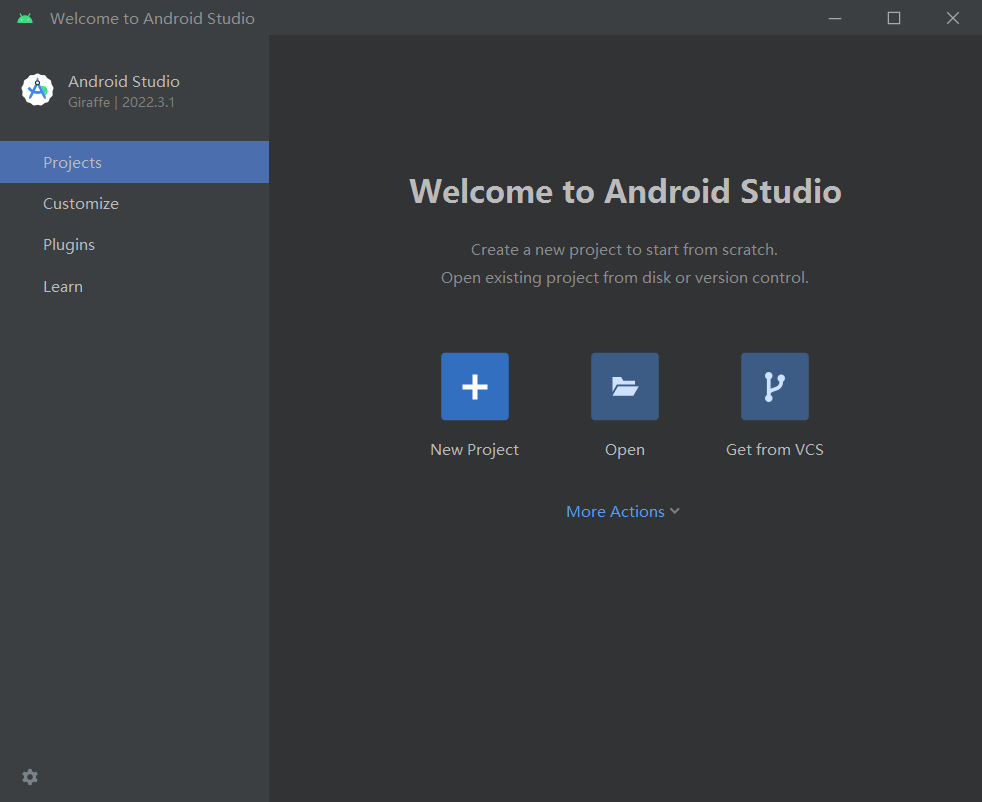 Welcome to Android Studio
Android Studio
Giraffe | 2022.3.1
Projects
Customize
Plugins
Learn
Welcome to Android Studio
Create a new project to start from scratch.
Open existing project from disk or version control.
New Project
Open
Get from VCS
More Actions